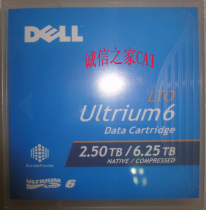 DELL
诚信之家CAI
LTO
Ultrium6
Data Cartridge
2.50 TB / 6.25 TB
NATIVE / COMPRESSED
ULTRIUM
6